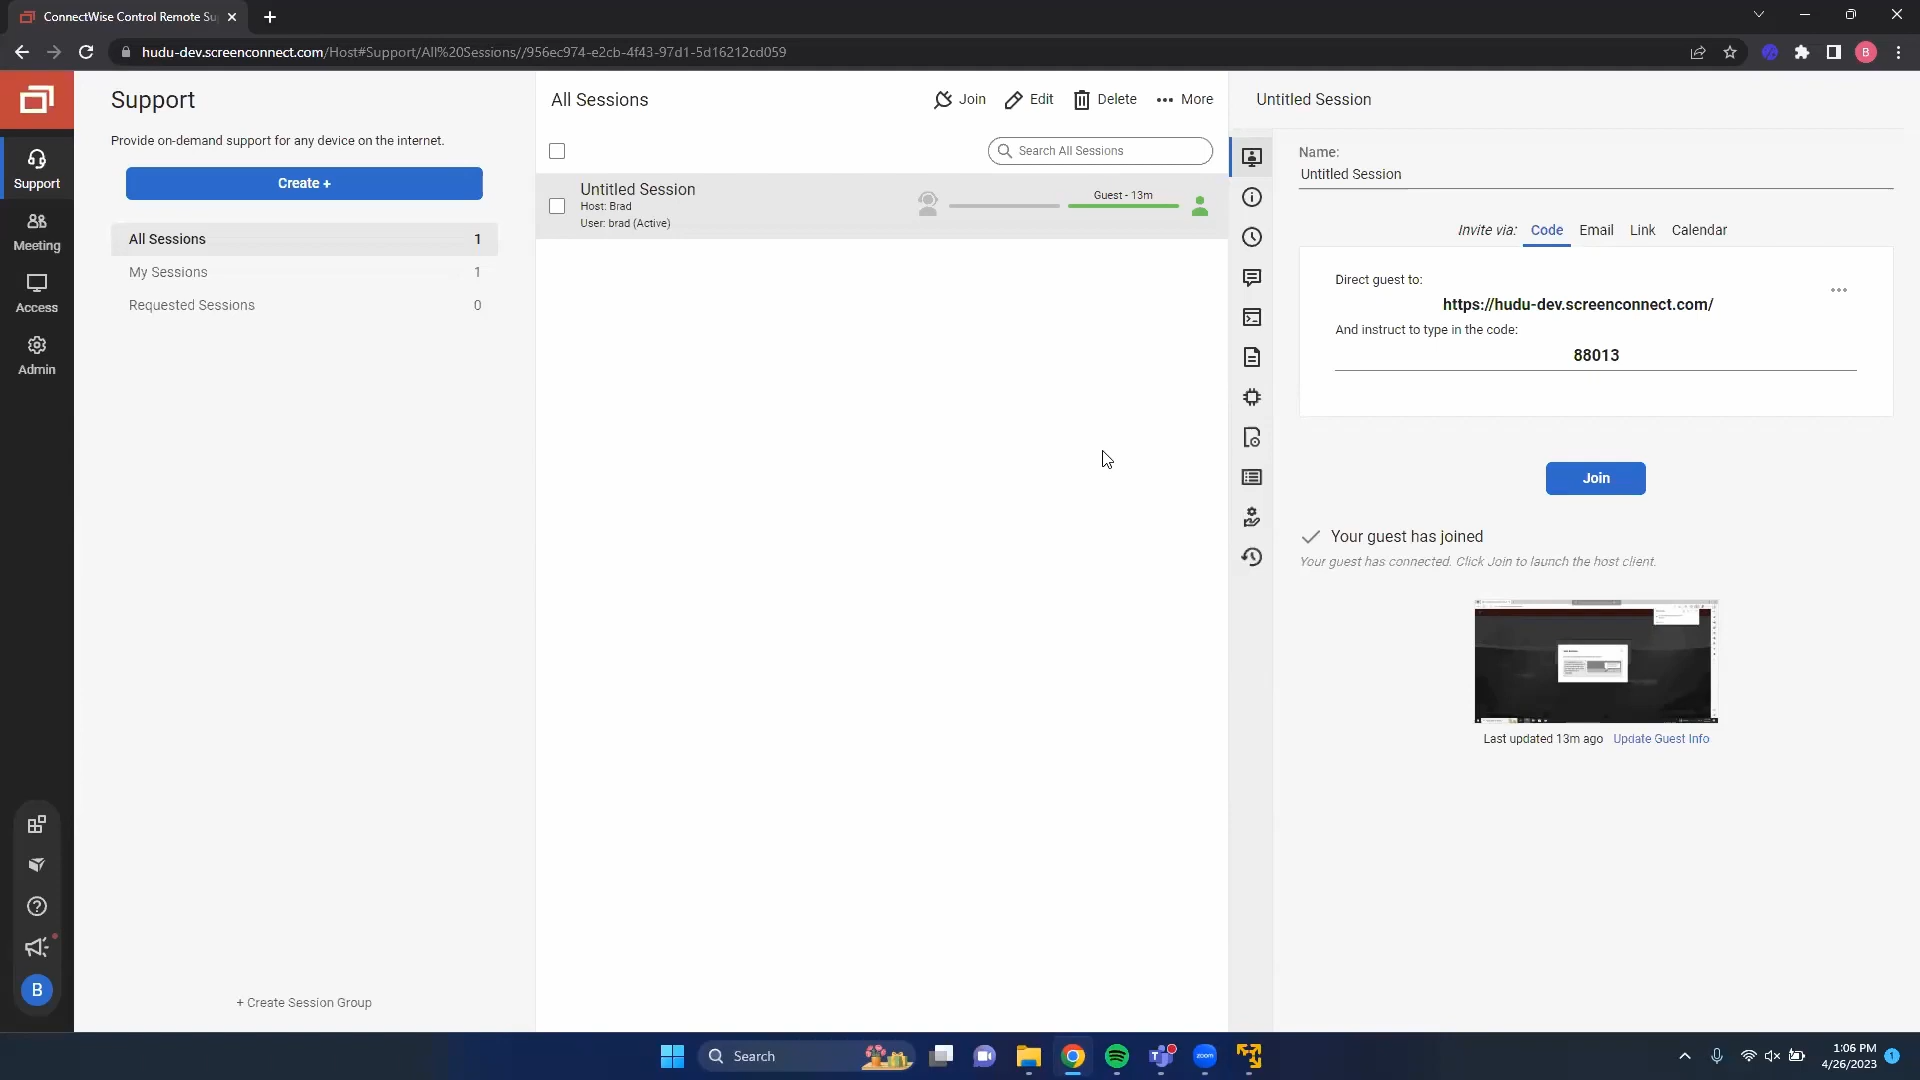 ConnectWise Control Remote Su
hudu-dev.screenconnect.com/Host#Support/All%20Sessions//956ec974-e2cb-4f43-97d1-5d16212cd059
B
Support
Meeting
Access
Admin
B
Support
Provide on-demand support for any device on the internet.
Create +
All Sessions 1
My Sessions 1
Requested Sessions 0
+ Create Session Group
All Sessions
Join Edit Delete More
Search All Sessions
Untitled Session
Host: Brad
User: brad (Active)
Guest - 13m
Untitled Session
Name:
Untitled Session
Invite via: Code Email Link Calendar
Direct guest to:
https://hudu-dev.screenconnect.com/
And instruct to type in the code:
88013
Join
Your guest has joined
Your guest has connected. Click Join to launch the host client.
Last updated 13m ago Update Guest Info
Search
zoom
1:06 PM
4/26/2023
1